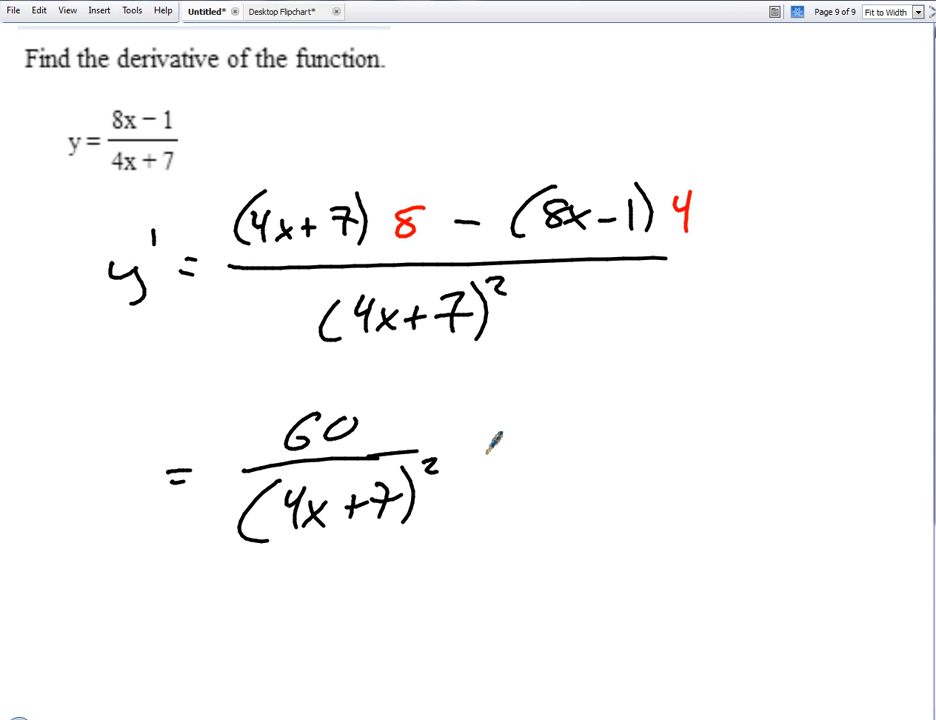 File Edit View Insert Tools Help Untitled* Desktop Flipchart* Page 9 of 9 Fit to Width
Find the derivative of the function.
8x − 1
y =
4x + 7
(4x+7) 8 − (8x−1) 4
y' =
(4x+7)²
60
=
(4x+7)²